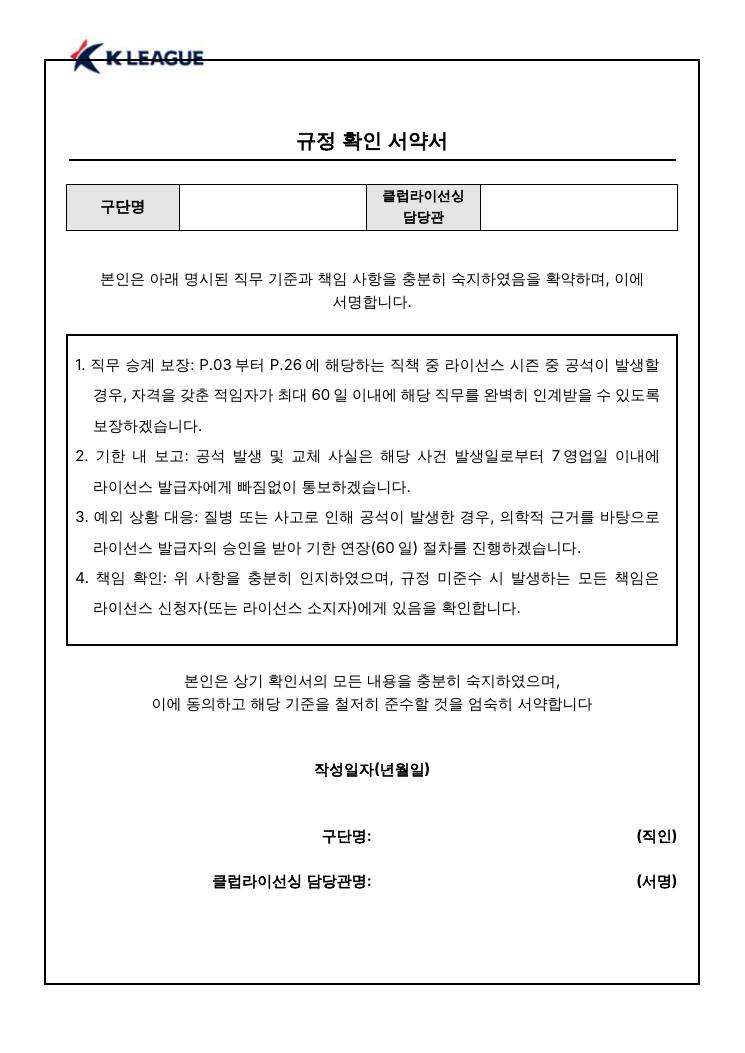 K LEAGUE
규정 확인 서약서
구단명
클럽라이선싱
담당관
본인은 아래 명시된 직무 기준과 책임 사항을 충분히 숙지하였음을 확약하며, 이에
서명합니다.
1. 직무 승계 보장: P.03 부터 P.26 에 해당하는 직책 중 라이선스 시즌 중 공석이 발생할
경우, 자격을 갖춘 적임자가 최대 60 일 이내에 해당 직무를 완벽히 인계받을 수 있도록
보장하겠습니다.
2. 기한 내 보고: 공석 발생 및 교체 사실은 해당 사건 발생일로부터 7 영업일 이내에
라이선스 발급자에게 빠짐없이 통보하겠습니다.
3. 예외 상황 대응: 질병 또는 사고로 인해 공석이 발생한 경우, 의학적 근거를 바탕으로
라이선스 발급자의 승인을 받아 기한 연장(60 일) 절차를 진행하겠습니다.
4. 책임 확인: 위 사항을 충분히 인지하였으며, 규정 미준수 시 발생하는 모든 책임은
라이선스 신청자(또는 라이선스 소지자)에게 있음을 확인합니다.
본인은 상기 확인서의 모든 내용을 충분히 숙지하였으며,
이에 동의하고 해당 기준을 철저히 준수할 것을 엄숙히 서약합니다
작성일자(년월일)
구단명: (직인)
클럽라이선싱 담당관명: (서명)